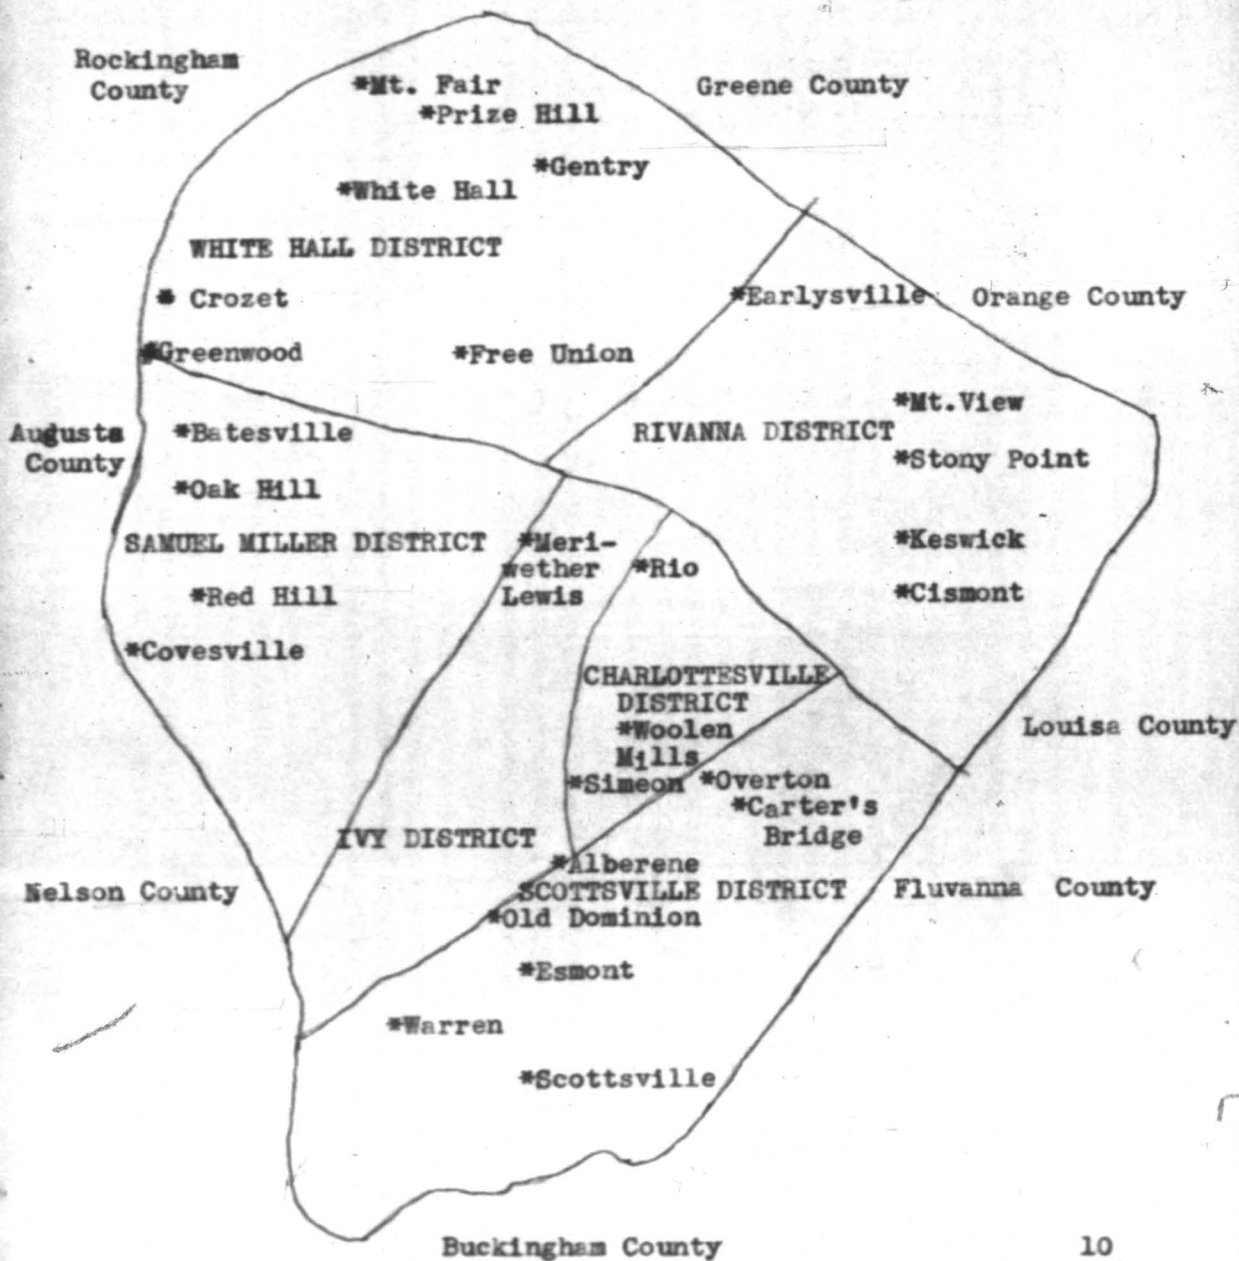 Rockingham
County
*Mt. Fair
Greene County
*Prize Hill
*Gentry
*White Hall
WHITE HALL DISTRICT
* Crozet
*Earlysville
Orange County
*Greenwood
*Free Union
*Mt.View
Augusta
County
*Batesville
RIVANNA DISTRICT
*Stony Point
*Oak Hill
SAMUEL MILLER DISTRICT
*Meri-
wether
Lewis
*Rio
*Keswick
*Cismont
*Red Hill
*Covesville
CHARLOTTESVILLE
DISTRICT
*Woolen
Mills
Louisa County
*Simeon
*Overton
*Carter's
Bridge
IVY DISTRICT
*Alberene
Nelson County
SCOTTSVILLE DISTRICT
Fluvanna County
*Old Dominion
*Esmont
*Warren
*Scottsville
Buckingham County
10